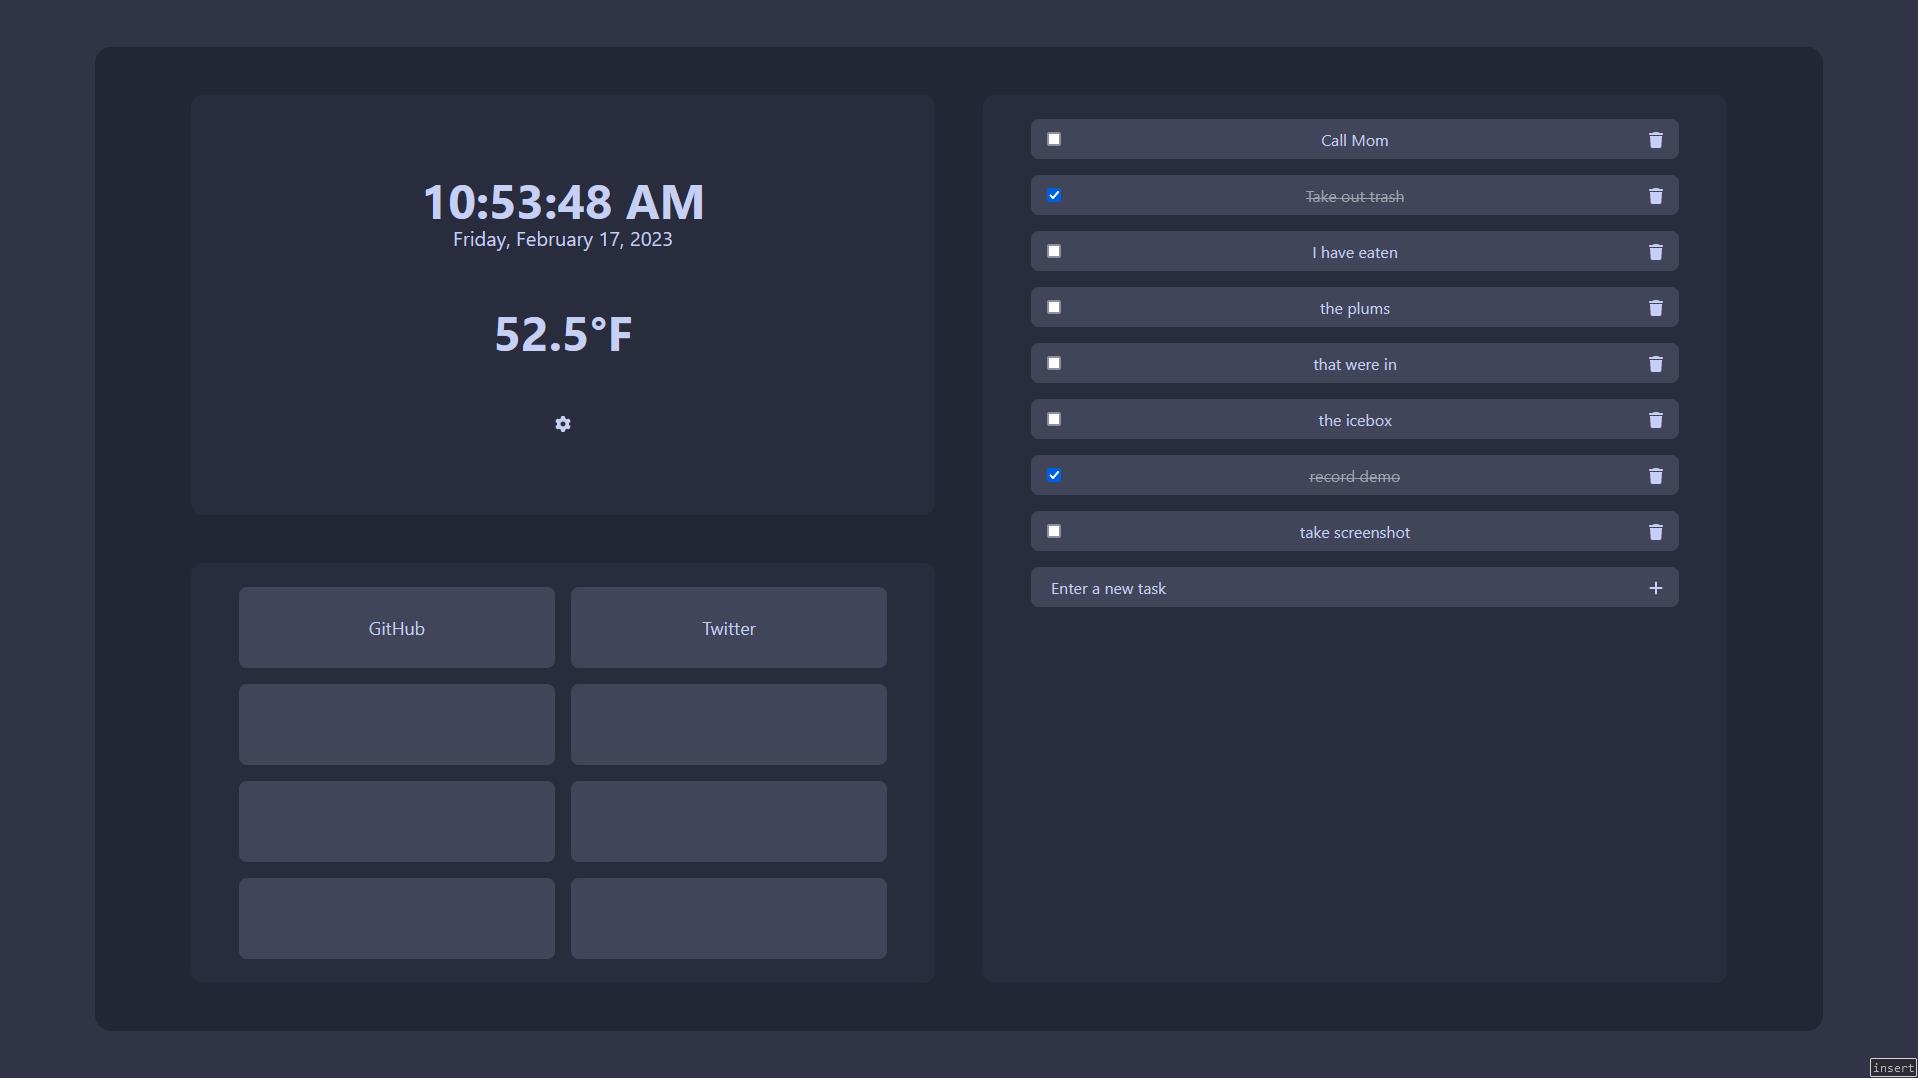 10:53:48 AM
Friday, February 17, 2023
52.5°F
GitHub
Twitter
Call Mom
Take out trash
I have eaten
the plums
that were in
the icebox
record demo
take screenshot
Enter a new task
insert